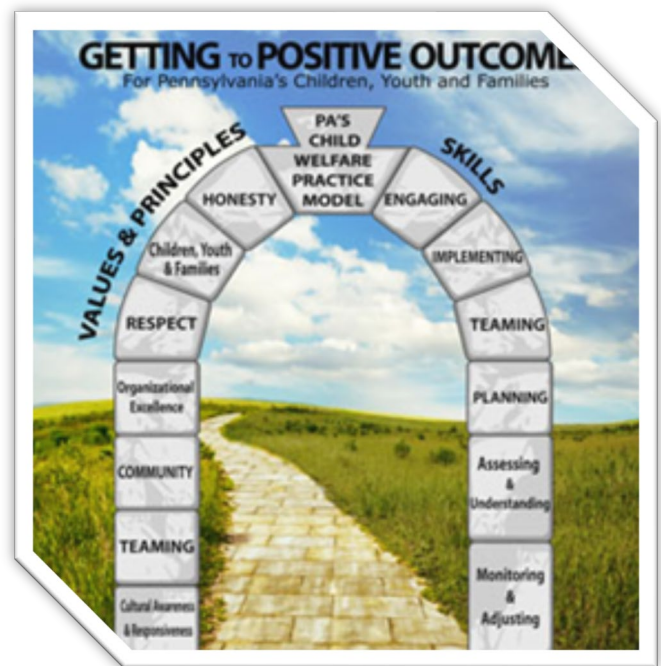 GETTING TO POSITIVE OUTCOME
For Pennsylvania's Children, Youth and Families
VALUES & PRINCIPLES
SKILLS
PA'S
CHILD
WELFARE
PRACTICE
MODEL
HONESTY
Children, Youth
& Families
RESPECT
Organizational
Excellence
COMMUNITY
TEAMING
Cultural Awareness
& Responsiveness
ENGAGING
IMPLEMENTING
TEAMING
PLANNING
Assessing
&
Understanding
Monitoring
&
Adjusting